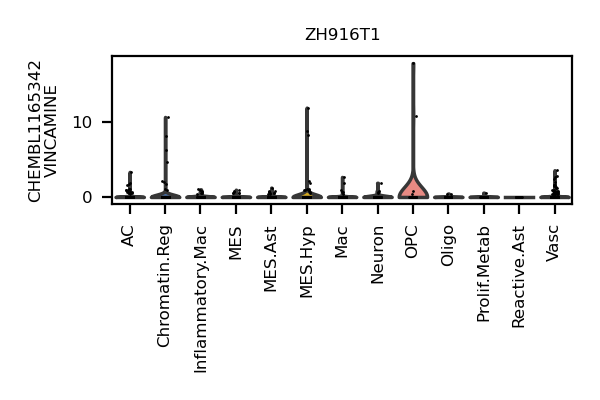 ZH916T1
CHEMBL1165342
VINCAMINE
10
0
AC
Chromatin.Reg
Inflammatory.Mac
MES
MES.Ast
MES.Hyp
Mac
Neuron
OPC
Oligo
Prolif.Metab
Reactive.Ast
Vasc